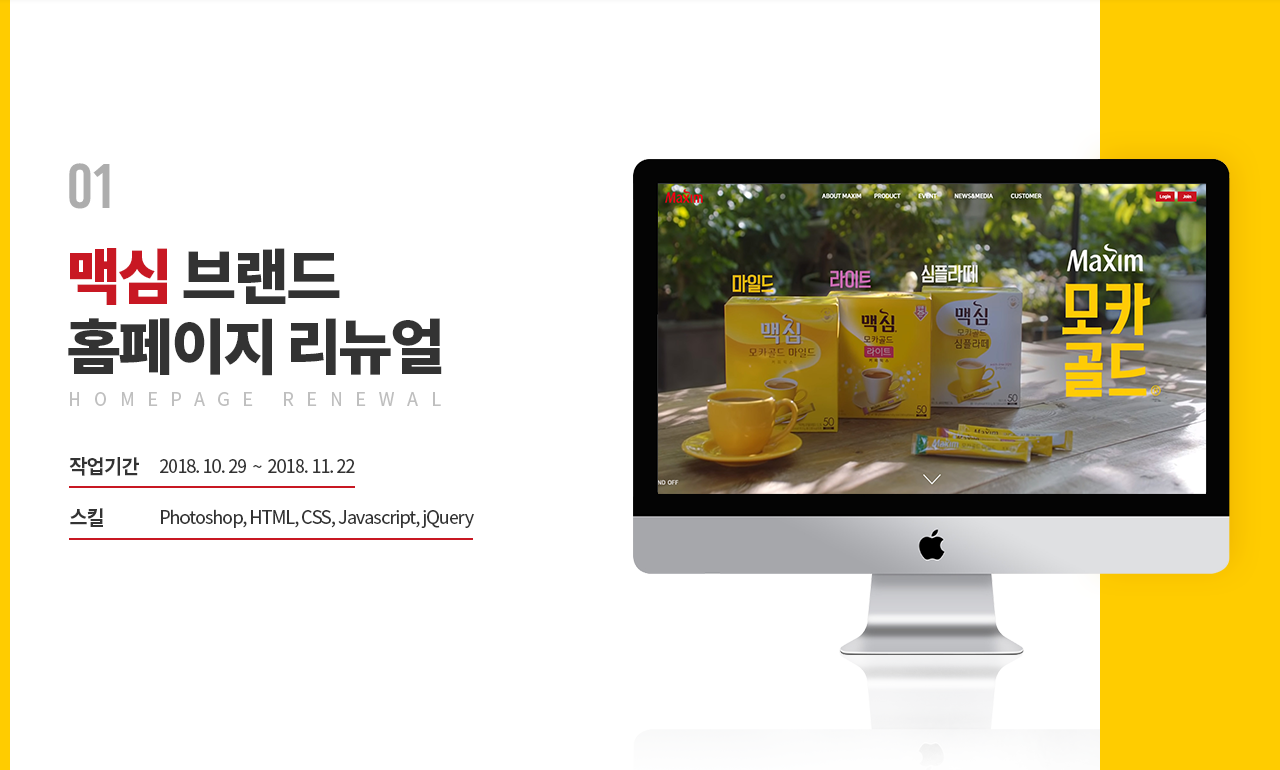 01
맥심 브랜드
홈페이지 리뉴얼
HOMEPAGE RENEWAL
작업기간 2018. 10. 29 ~ 2018. 11. 22
스킬 Photoshop, HTML, CSS, Javascript, jQuery
Maxim ABOUT MAXIM PRODUCT EVENT NEWS&MEDIA CUSTOMER Login Join
Maxim
모카
골드
마일드 라이트 심플라떼
맥심 맥심 맥심
모카골드 마일드 모카골드 모카골드
라이트 심플라떼
50 50 50
ND OFF